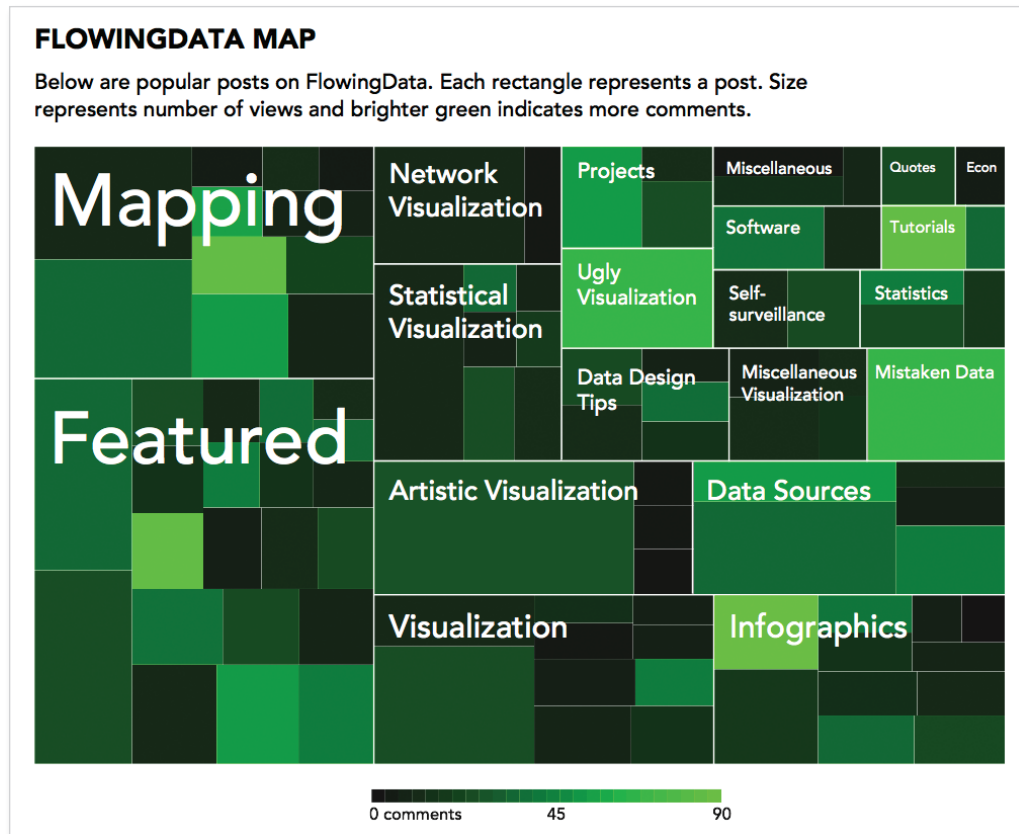 FLOWINGDATA MAP
Below are popular posts on FlowingData. Each rectangle represents a post. Size
represents number of views and brighter green indicates more comments.
Mapping
Network
Visualization
Projects
Miscellaneous
Quotes
Econ
Software
Tutorials
Ugly
Visualization
Statistical
Visualization
Self-
surveillance
Statistics
Data Design
Tips
Miscellaneous
Visualization
Mistaken Data
Featured
Artistic Visualization
Data Sources
Visualization
Infographics
0 comments
45
90